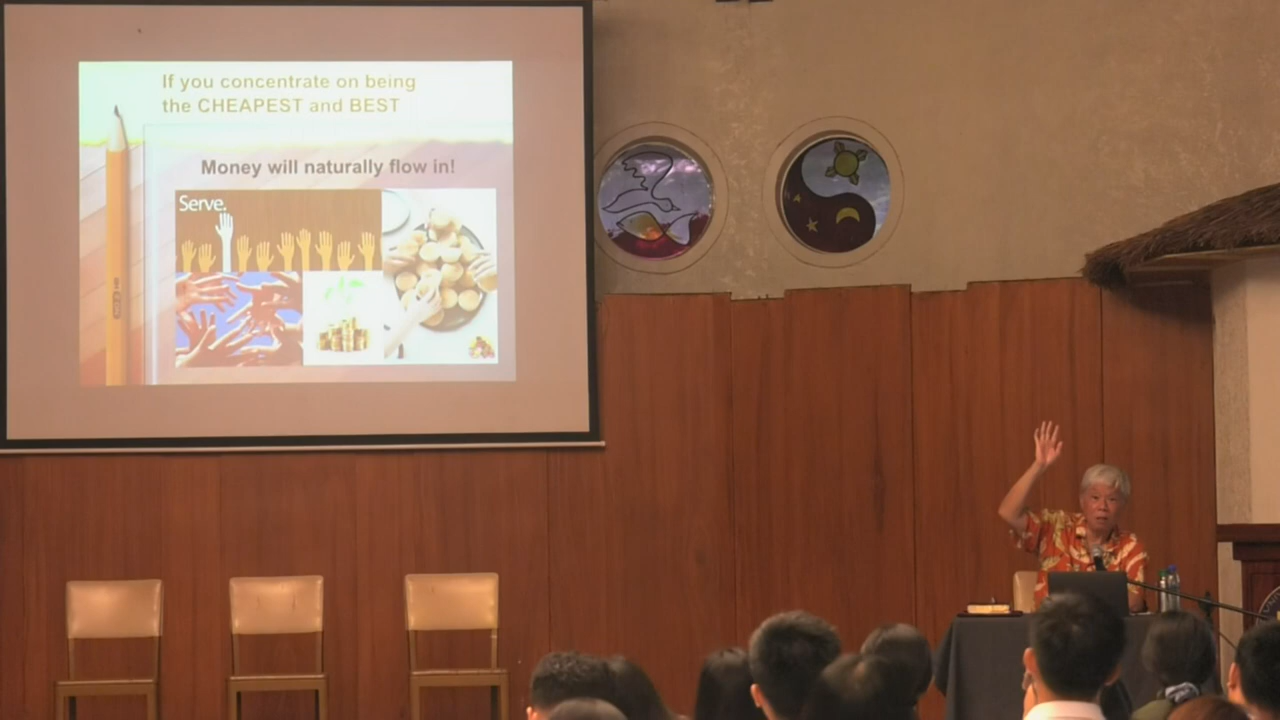 If you concentrate on being
the CHEAPEST and BEST
Money will naturally flow in!
Serve.